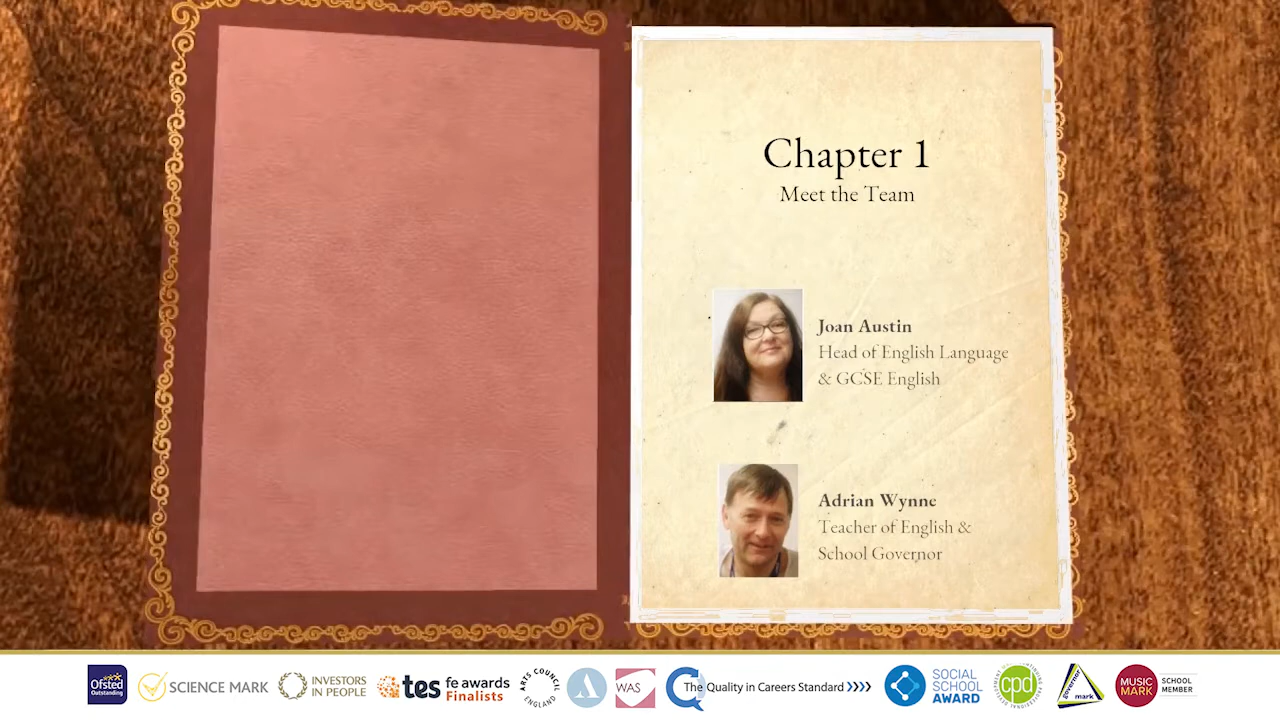 Chapter 1
Meet the Team
Joan Austin
Head of English Language
& GCSE English
Adrian Wynne
Teacher of English &
School Governor
Ofsted
Outstanding
SCIENCE MARK
INVESTORS
IN PEOPLE
tes fe awards
Finalists
ARTS COUNCIL
ENGLAND
WAS
The Quality in Careers Standard
SOCIAL
SCHOOL
AWARD
cpd
governor
mark
MUSIC
MARK
SCHOOL
MEMBER